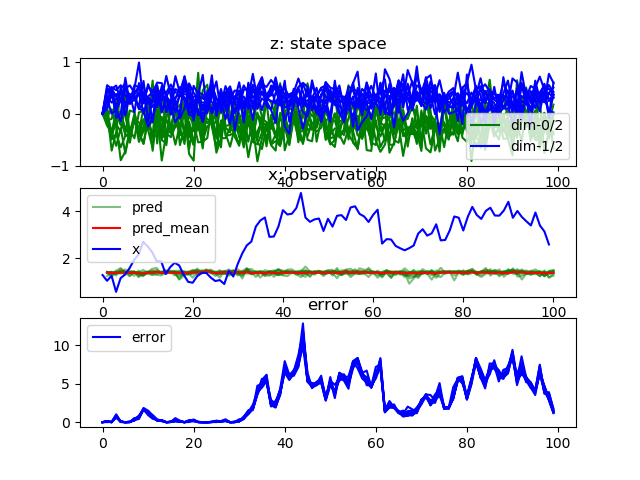 z: state space
1
0
−1
dim-0/2
dim-1/2
0 20 40 60 80 100
x: observation
4
2
pred
pred_mean
x
0 20 40 60 80 100
error
10
5
0
error
0 20 40 60 80 100